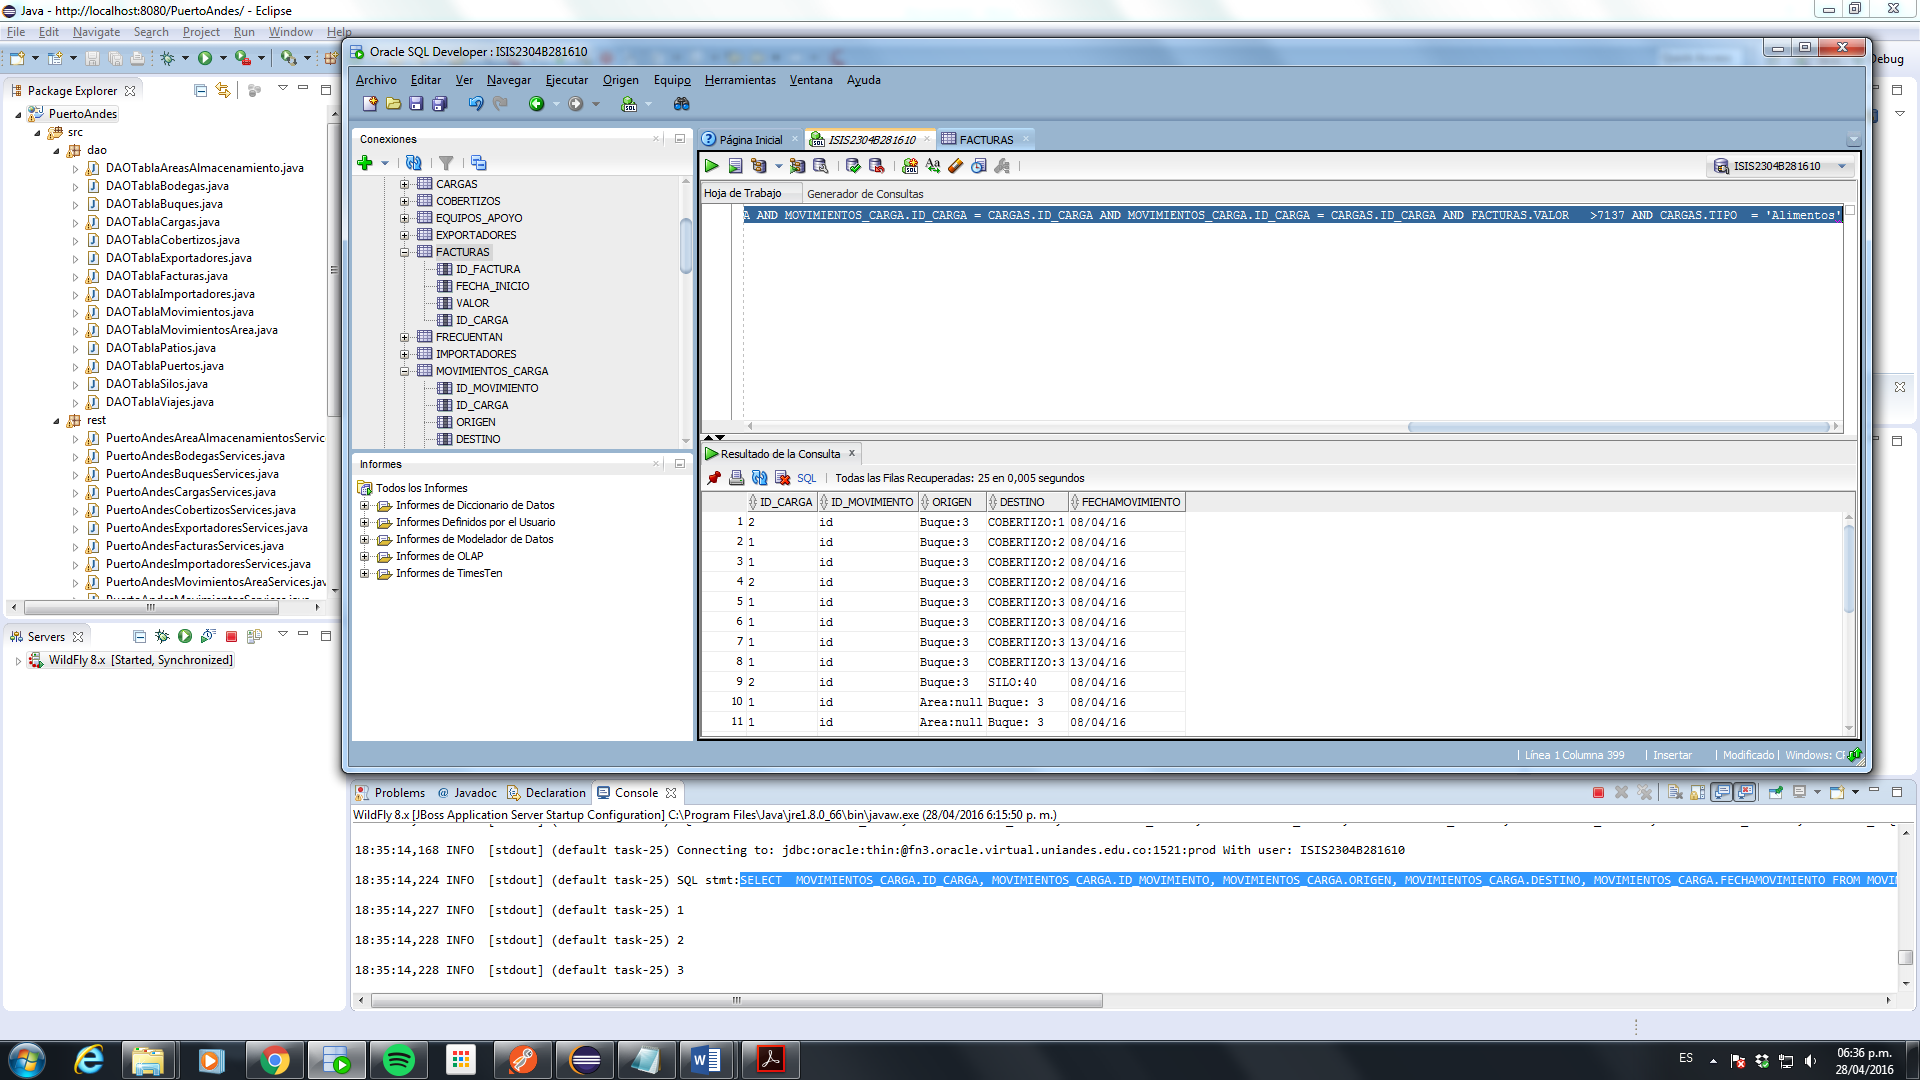 Java - http://localhost:8080/PuertoAndes/ - Eclipse
File Edit Navigate Search Project Run Window Help
Debug
Package Explorer
PuertoAndes
src
dao
DAOTablaAreasAlmacenamiento.java
DAOTablaBodegas.java
DAOTablaBuques.java
DAOTablaCargas.java
DAOTablaCobertizos.java
DAOTablaExportadores.java
DAOTablaFacturas.java
DAOTablaImportadores.java
DAOTablaMovimientos.java
DAOTablaMovimientosArea.java
DAOTablaPatios.java
DAOTablaPuertos.java
DAOTablaSilos.java
DAOTablaViajes.java
rest
PuertoAndesAreaAlmacenamientosServic
PuertoAndesBodegasServices.java
PuertoAndesBuquesServices.java
PuertoAndesCargasServices.java
PuertoAndesCobertizosServices.java
PuertoAndesExportadoresServices.java
PuertoAndesFacturasServices.java
PuertoAndesImportadoresServices.java
PuertoAndesMovimientosAreaServices.jav
PuertoAndesMovimientosServices.java
Servers
WildFly 8.x [Started, Synchronized]
Oracle SQL Developer : ISIS2304B281610
Archivo Editar Ver Navegar Ejecutar Origen Equipo Herramientas Ventana Ayuda
Conexiones
CARGAS
COBERTIZOS
EQUIPOS_APOYO
EXPORTADORES
FACTURAS
ID_FACTURA
FECHA_INICIO
VALOR
ID_CARGA
FRECUENTAN
IMPORTADORES
MOVIMIENTOS_CARGA
ID_MOVIMIENTO
ID_CARGA
ORIGEN
DESTINO
Informes
Todos los Informes
Informes de Diccionario de Datos
Informes Definidos por el Usuario
Informes de Modelador de Datos
Informes de OLAP
Informes de TimesTen
Página Inicial ISIS2304B281610 FACTURAS
ISIS2304B281610
Hoja de Trabajo Generador de Consultas
A AND MOVIMIENTOS_CARGA.ID_CARGA = CARGAS.ID_CARGA AND MOVIMIENTOS_CARGA.ID_CARGA = CARGAS.ID_CARGA AND FACTURAS.VALOR >7137 AND CARGAS.TIPO = 'Alimentos'
Resultado de la Consulta
SQL | Todas las Filas Recuperadas: 25 en 0,005 segundos
ID_CARGA ID_MOVIMIENTO ORIGEN DESTINO FECHAMOVIMIENTO
1 2 id Buque:3 COBERTIZO:1 08/04/16
2 1 id Buque:3 COBERTIZO:2 08/04/16
3 1 id Buque:3 COBERTIZO:2 08/04/16
4 2 id Buque:3 COBERTIZO:2 08/04/16
5 1 id Buque:3 COBERTIZO:3 08/04/16
6 1 id Buque:3 COBERTIZO:3 08/04/16
7 1 id Buque:3 COBERTIZO:3 13/04/16
8 1 id Buque:3 COBERTIZO:3 13/04/16
9 2 id Buque:3 SILO:40 08/04/16
10 1 id Area:null Buque: 3 08/04/16
11 1 id Area:null Buque: 3 08/04/16
| Línea 1 Columna 399 | Insertar | Modificado | Windows: CF
Problems @ Javadoc Declaration Console
WildFly 8.x [JBoss Application Server Startup Configuration] C:\Program Files\Java\jre1.8.0_66\bin\javaw.exe (28/04/2016 6:15:50 p. m.)
18:35:14,168 INFO [stdout] (default task-25) Connecting to: jdbc:oracle:thin:@fn3.oracle.virtual.uniandes.edu.co:1521:prod With user: ISIS2304B281610
18:35:14,224 INFO [stdout] (default task-25) SQL stmt:SELECT MOVIMIENTOS_CARGA.ID_CARGA, MOVIMIENTOS_CARGA.ID_MOVIMIENTO, MOVIMIENTOS_CARGA.ORIGEN, MOVIMIENTOS_CARGA.DESTINO, MOVIMIENTOS_CARGA.FECHAMOVIMIENTO FROM MOVI
18:35:14,227 INFO [stdout] (default task-25) 1
18:35:14,228 INFO [stdout] (default task-25) 2
18:35:14,228 INFO [stdout] (default task-25) 3
ES
06:36 p.m.
28/04/2016